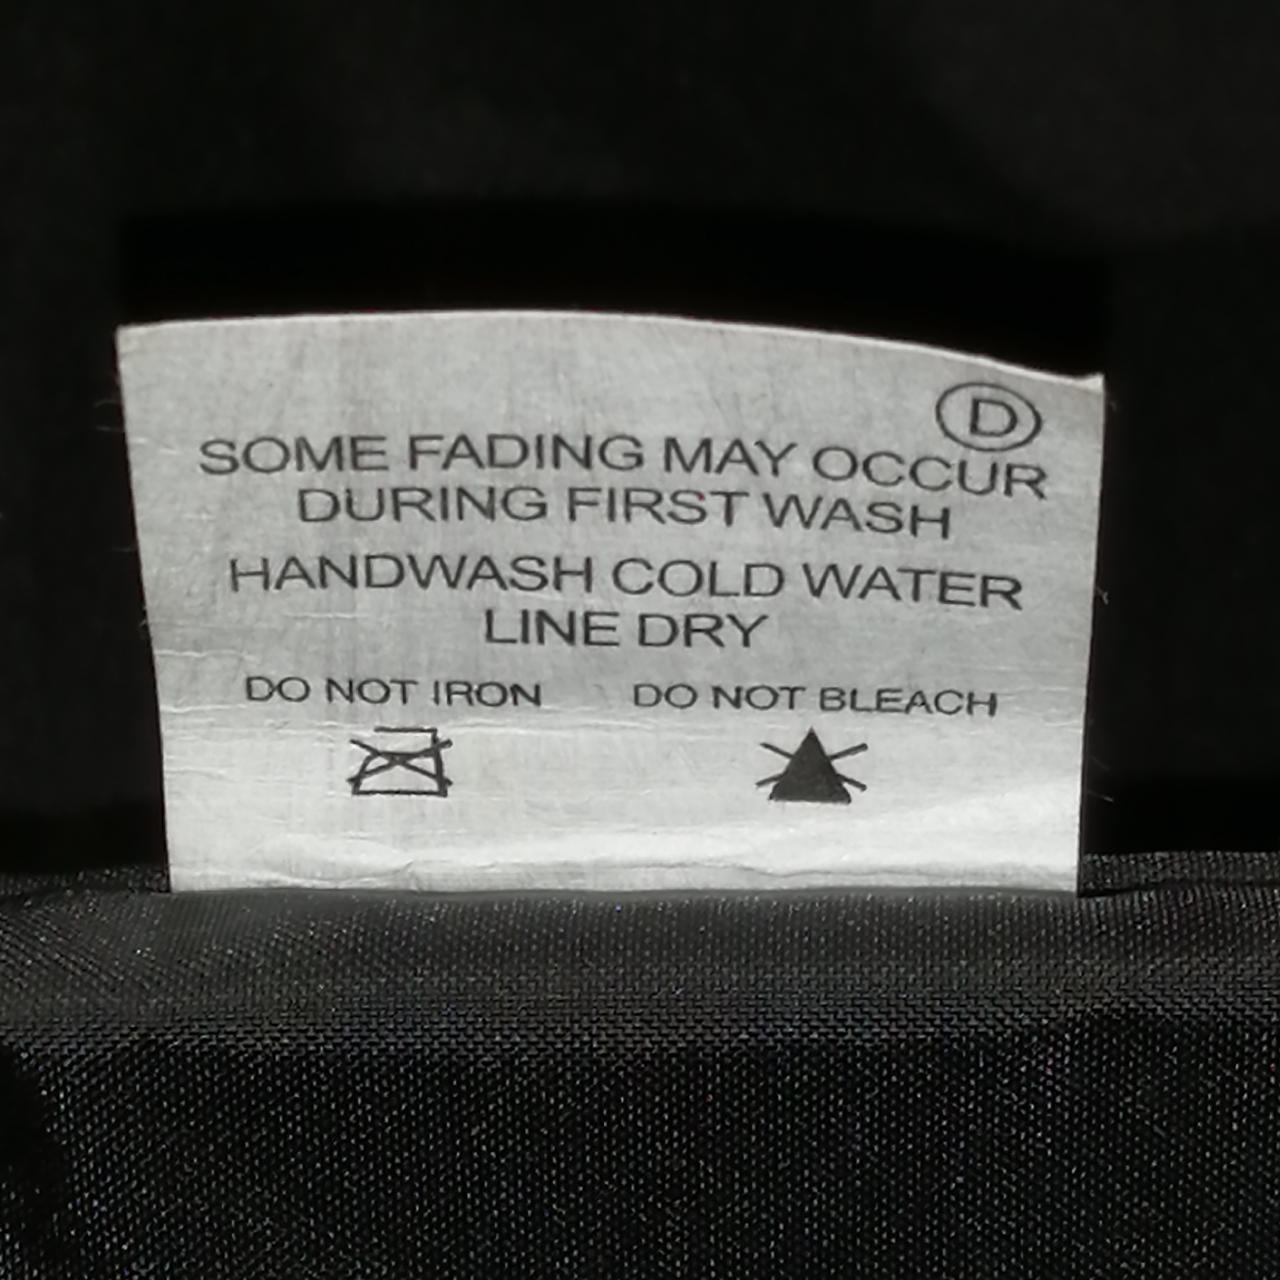 D
SOME FADING MAY OCCUR
DURING FIRST WASH
HANDWASH COLD WATER
LINE DRY
DO NOT IRON DO NOT BLEACH